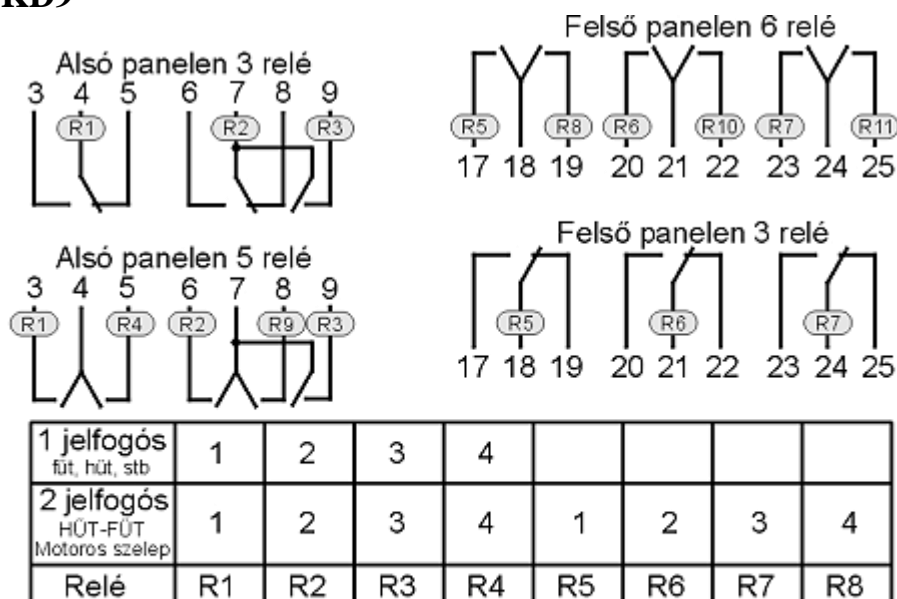 Alsó panelen 3 relé
3 4 5 6 7 8 9
R1 R2 R3
Felső panelen 6 relé
R5 R8 R6 R10 R7 R11
17 18 19 20 21 22 23 24 25
Alsó panelen 5 relé
3 4 5 6 7 8 9
R1 R4 R2 R9 R3
Felső panelen 3 relé
R5 R6 R7
17 18 19 20 21 22 23 24 25
1 jelfogós 1 2 3 4
fűt, hűt, stb
2 jelfogós
HŰT-FŰT 1 2 3 4 1 2 3 4
Motoros szelep
Relé R1 R2 R3 R4 R5 R6 R7 R8